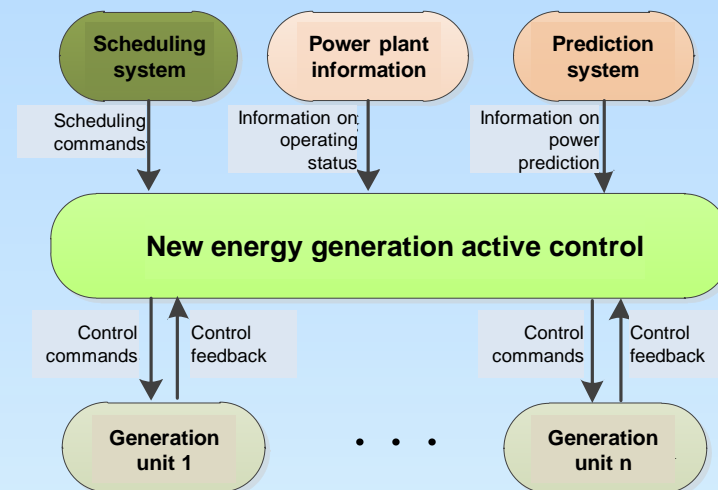 Scheduling
system
Power plant
information
Prediction
system
Scheduling
commands
Information on
operating
status
Information on
power
prediction
New energy generation active control
Control
commands
Control
feedback
Control
commands
Control
feedback
Generation
unit 1
. . .
Generation
unit n